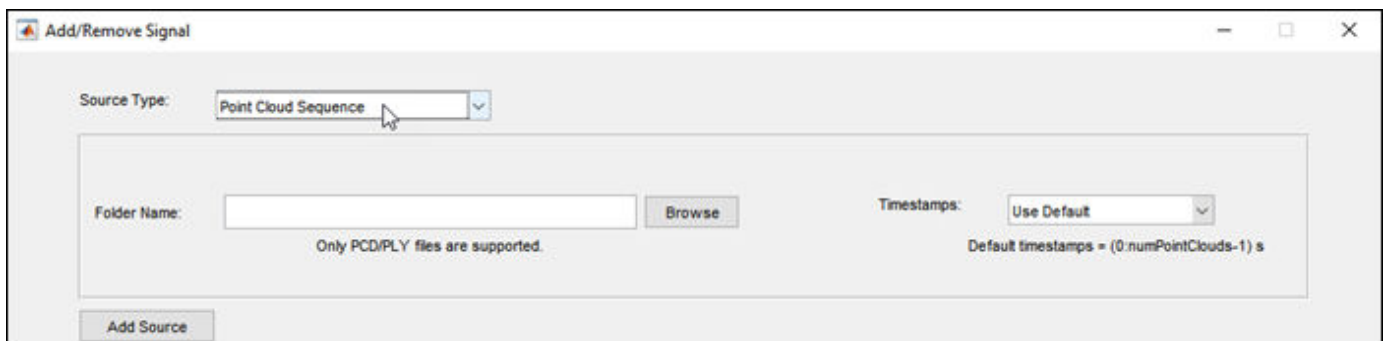 Add/Remove Signal
Source Type: Point Cloud Sequence
Folder Name: Browse Timestamps: Use Default
Only PCD/PLY files are supported. Default timestamps = (0:numPointClouds-1) s
Add Source